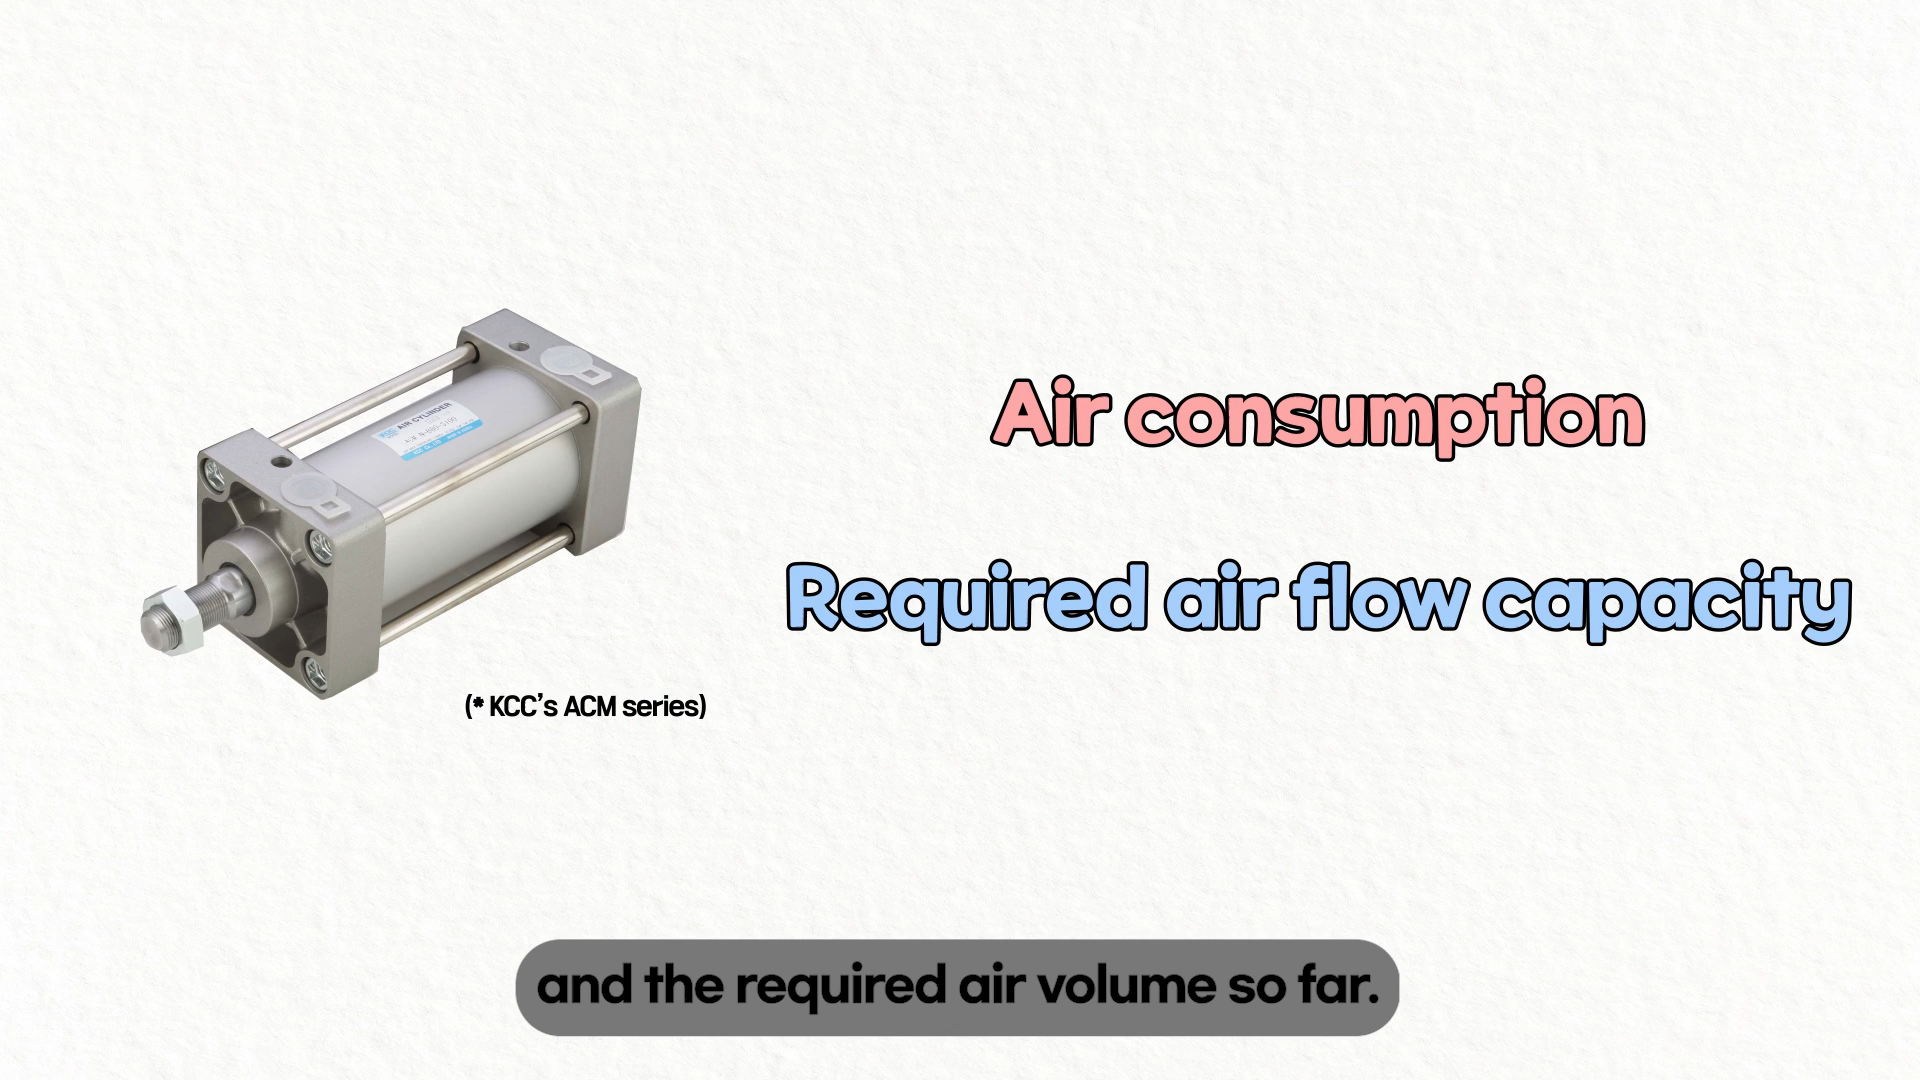 AIR CYLINDER
Air consumption
Required air flow capacity
(* KCC's ACM series)
and the required air volume so far.